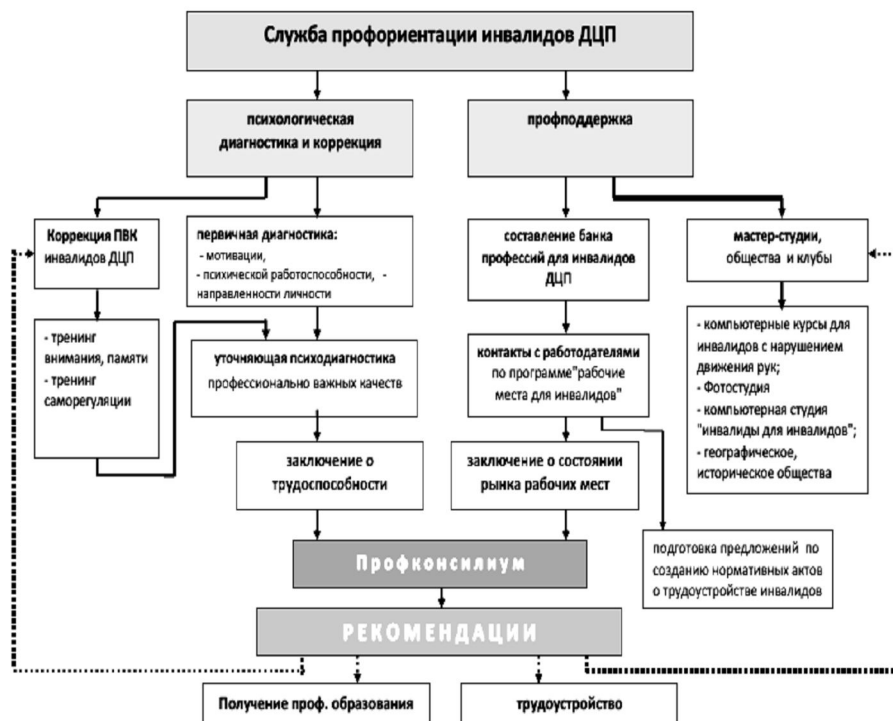 Служба профориентации инвалидов ДЦП
психологическая
диагностика и коррекция
профподдержка
Коррекция ПВК
инвалидов ДЦП
первичная диагностика:
- мотивации,
- психической работоспособности, -
направленности личности
составление банка
профессий для инвалидов
ДЦП
мастер-студии,
общества и клубы
- тренинг
внимания, памяти
- тренинг
саморегуляции
уточняющая психодиагностика
профессионально важных качеств
контакты с работодателями
по программе"рабочие
места для инвалидов"
- компьютерные курсы для
инвалидов с нарушением
движения рук;
- Фотостудия
- компьютерная студия
"инвалиды для инвалидов";
- географическое,
историческое общества
заключение о
трудоспособности
заключение о состоянии
рынка рабочих мест
Профконсилиум
подготовка предложений по
созданию нормативных актов
о трудоустройстве инвалидов
РЕКОМЕНДАЦИИ
Получение проф. образования
трудоустройство